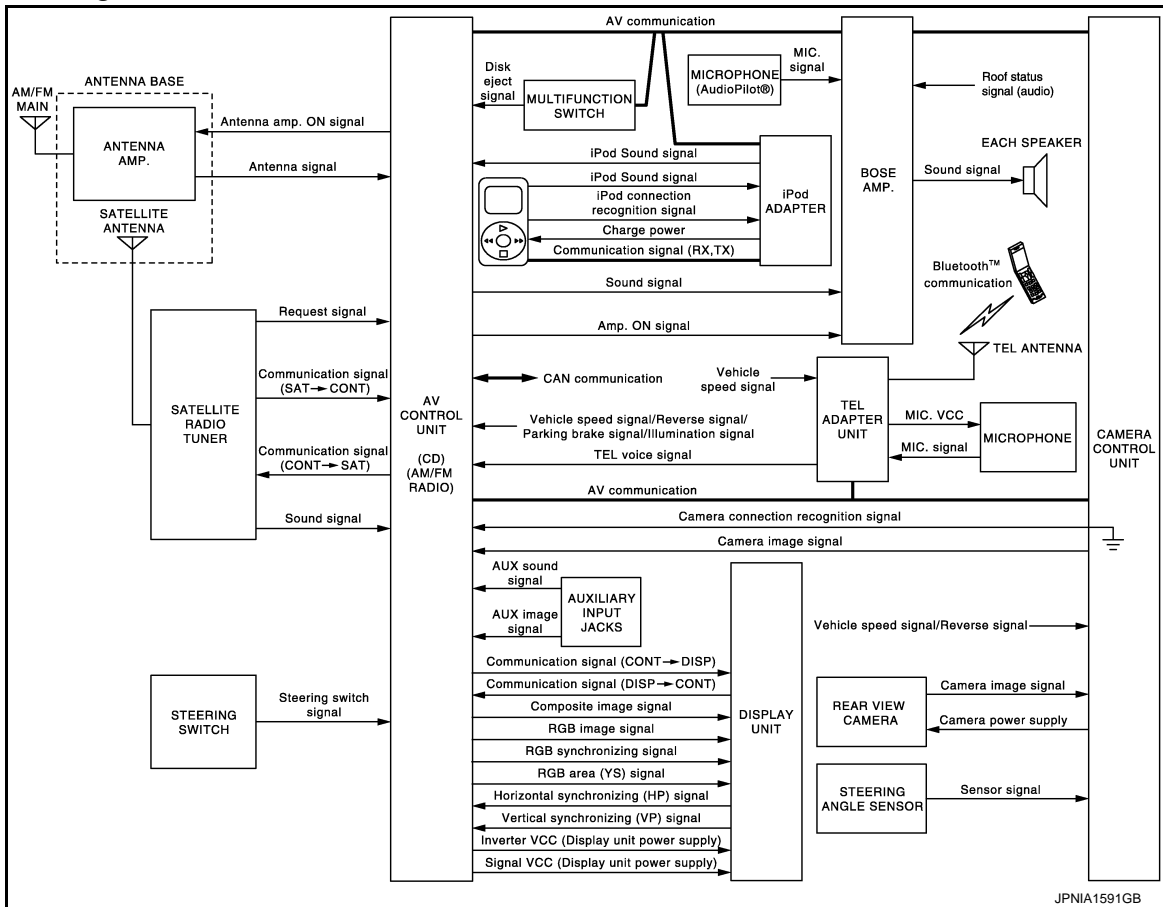 AV communication
ANTENNA BASE
AM/FM
MAIN
ANTENNA
AMP.
SATELLITE
ANTENNA
Antenna amp. ON signal
Antenna signal
SATELLITE
RADIO
TUNER
Request signal
Communication signal
(SAT→CONT)
Communication signal
(CONT→SAT)
Sound signal
STEERING
SWITCH
Steering switch
signal
AV
CONTROL
UNIT
(CD)
(AM/FM
RADIO)
Disk
eject
signal
MULTIFUNCTION
SWITCH
MICROPHONE
(AudioPilot®)
MIC.
signal
iPod Sound signal
iPod Sound signal
iPod connection
recognition signal
Charge power
Communication signal (RX,TX)
iPod
ADAPTER
Sound signal
Amp. ON signal
BOSE
AMP.
Roof status
signal (audio)
EACH SPEAKER
Sound signal
Bluetooth™
communication
TEL ANTENNA
CAN communication
Vehicle
speed signal
Vehicle speed signal/Reverse signal/
Parking brake signal/Illumination signal
TEL voice signal
TEL
ADAPTER
UNIT
MIC. VCC
MIC. signal
MICROPHONE
CAMERA
CONTROL
UNIT
AV communication
Camera connection recognition signal
Camera image signal
AUX sound
signal
AUX image
signal
AUXILIARY
INPUT
JACKS
Communication signal (CONT→DISP)
Communication signal (DISP→CONT)
Composite image signal
RGB image signal
RGB synchronizing signal
RGB area (YS) signal
Horizontal synchronizing (HP) signal
Vertical synchronizing (VP) signal
Inverter VCC (Display unit power supply)
Signal VCC (Display unit power supply)
DISPLAY
UNIT
Vehicle speed signal/Reverse signal
REAR VIEW
CAMERA
Camera image signal
Camera power supply
STEERING
ANGLE SENSOR
Sensor signal
JPNIA1591GB